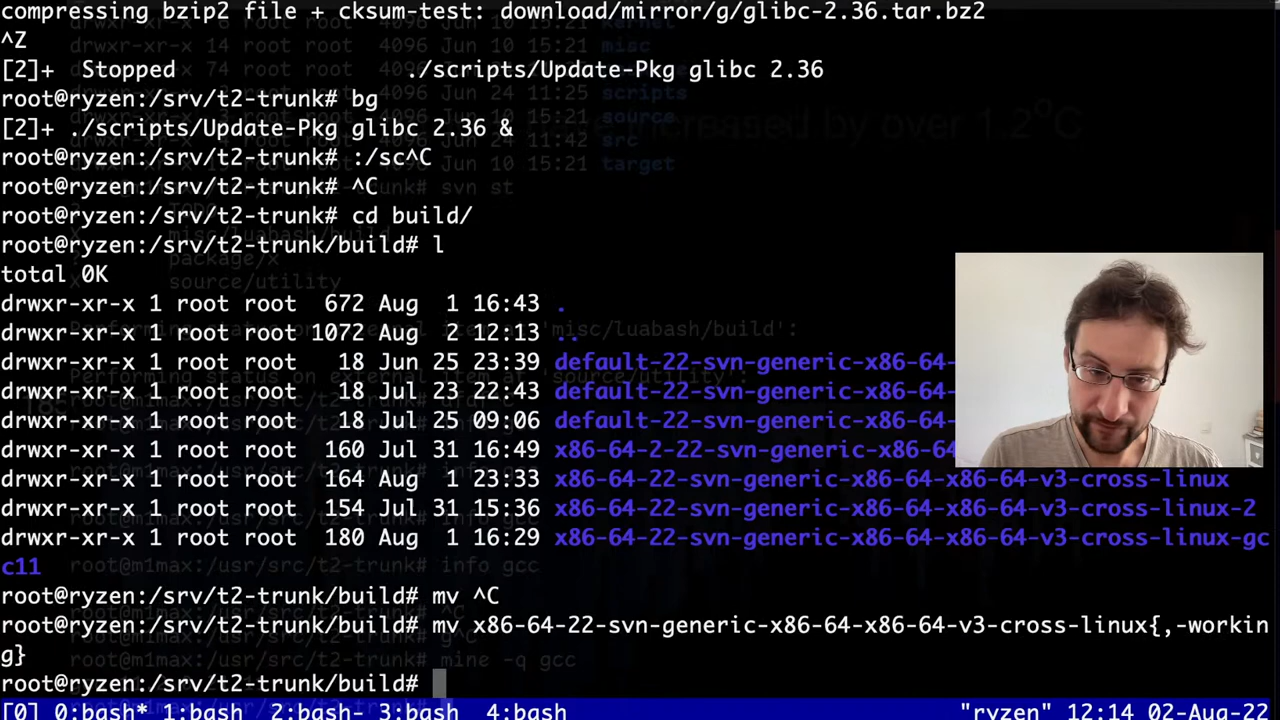 compressing bzip2 file + cksum-test: download/mirror/g/glibc-2.36.tar.bz2
^Z
[2]+  Stopped                 ./scripts/Update-Pkg glibc 2.36
root@ryzen:/srv/t2-trunk# bg
[2]+ ./scripts/Update-Pkg glibc 2.36 &
root@ryzen:/srv/t2-trunk# :/sc^C
root@ryzen:/srv/t2-trunk# ^C
root@ryzen:/srv/t2-trunk# cd build/
root@ryzen:/srv/t2-trunk/build# l
total 0K
drwxr-xr-x 1 root root  672 Aug  1 16:43 .
drwxr-xr-x 1 root root 1072 Aug  2 12:13 ..
drwxr-xr-x 1 root root   18 Jun 25 23:39 default-22-svn-generic-x86-64-
drwxr-xr-x 1 root root   18 Jul 23 22:43 default-22-svn-generic-x86-64-
drwxr-xr-x 1 root root   18 Jul 25 09:06 default-22-svn-generic-x86-64-
drwxr-xr-x 1 root root  160 Jul 31 16:49 x86-64-2-22-svn-generic-x86-64-
drwxr-xr-x 1 root root  164 Aug  1 23:33 x86-64-22-svn-generic-x86-64-x86-64-v3-cross-linux
drwxr-xr-x 1 root root  154 Jul 31 15:36 x86-64-22-svn-generic-x86-64-x86-64-v3-cross-linux-2
drwxr-xr-x 1 root root  180 Aug  1 16:29 x86-64-22-svn-generic-x86-64-x86-64-v3-cross-linux-gc
c11
root@ryzen:/srv/t2-trunk/build# mv ^C
root@ryzen:/srv/t2-trunk/build# mv x86-64-22-svn-generic-x86-64-x86-64-v3-cross-linux{,-workin
g}
root@ryzen:/srv/t2-trunk/build#
[0] 0:bash* 1:bash  2:bash- 3:bash  4:bash "ryzen" 12:14 02-Aug-22